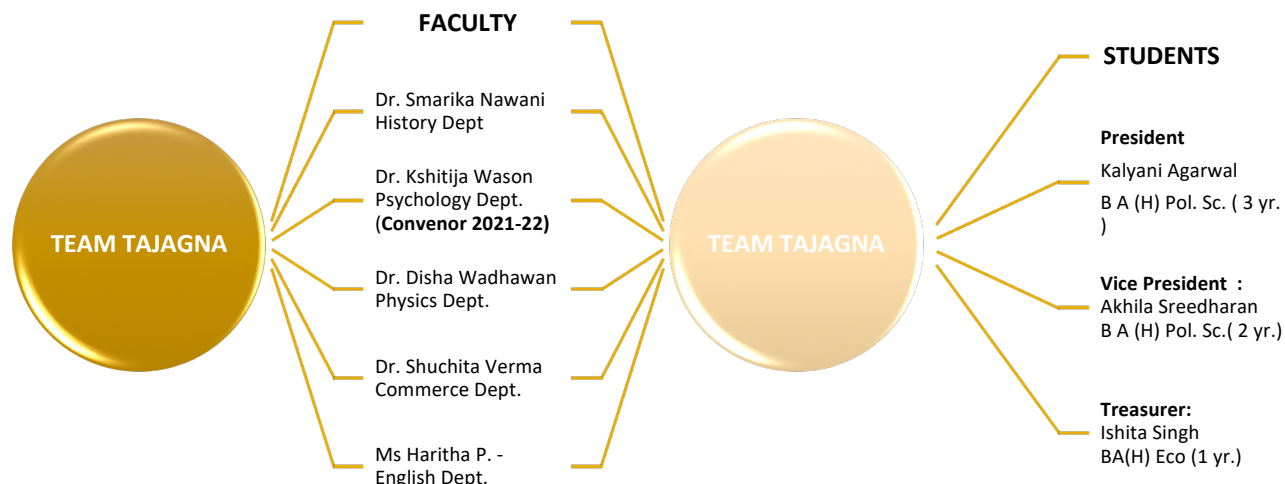 TEAM TAJAGNA
FACULTY
Dr. Smarika Nawani
History Dept
Dr. Kshitija Wason
Psychology Dept.
(Convenor 2021-22)
Dr. Disha Wadhawan
Physics Dept.
Dr. Shuchita Verma
Commerce Dept.
Ms Haritha P. -
English Dept.
TEAM TAJAGNA
STUDENTS
President
Kalyani Agarwal
B A (H) Pol. Sc. ( 3 yr.
)
Vice President :
Akhila Sreedharan
B A (H) Pol. Sc.( 2 yr.)
Treasurer:
Ishita Singh
BA(H) Eco (1 yr.)